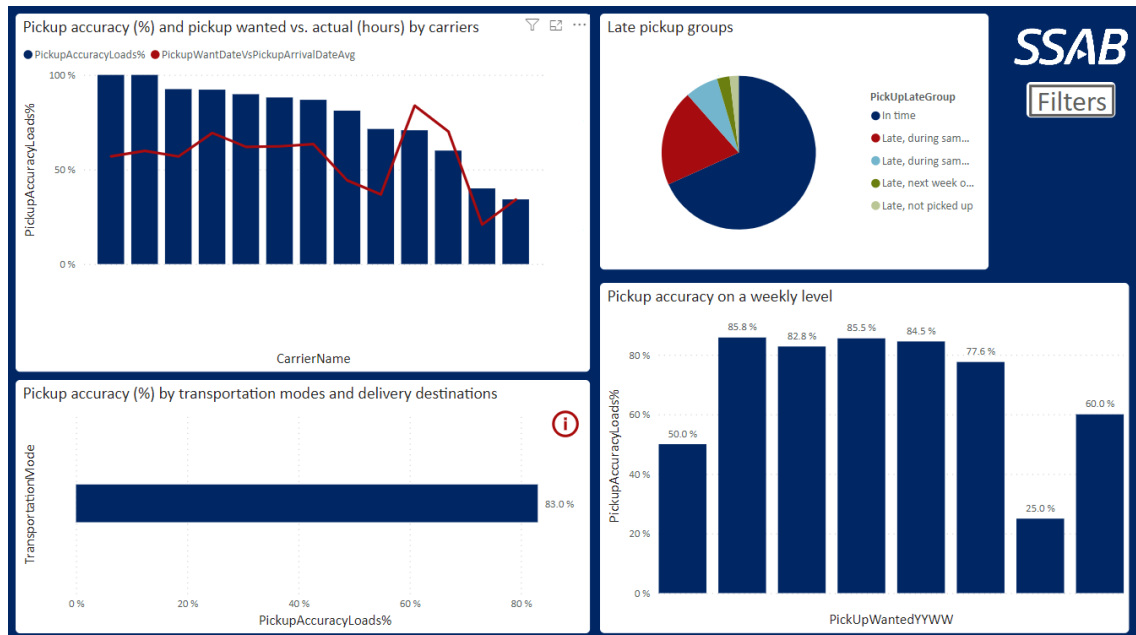 Pickup accuracy (%) and pickup wanted vs. actual (hours) by carriers
PickupAccuracyLoads% PickupWantDateVsPickupArrivalDateAvg
100 %
50 %
0 %
PickupAccuracyLoads%
CarrierName
Late pickup groups
PickUpLateGroup
In time
Late, during sam...
Late, during sam...
Late, next week o...
Late, not picked up
SSAB
Filters
Pickup accuracy (%) by transportation modes and delivery destinations
i
TransportationMode
83.0 %
0 % 20 % 40 % 60 % 80 %
PickupAccuracyLoads%
Pickup accuracy on a weekly level
80 %
60 %
40 %
20 %
0 %
PickupAccuracyLoads%
50.0 % 85.8 % 82.8 % 85.5 % 84.5 % 77.6 % 25.0 % 60.0 %
PickUpWantedYYWW